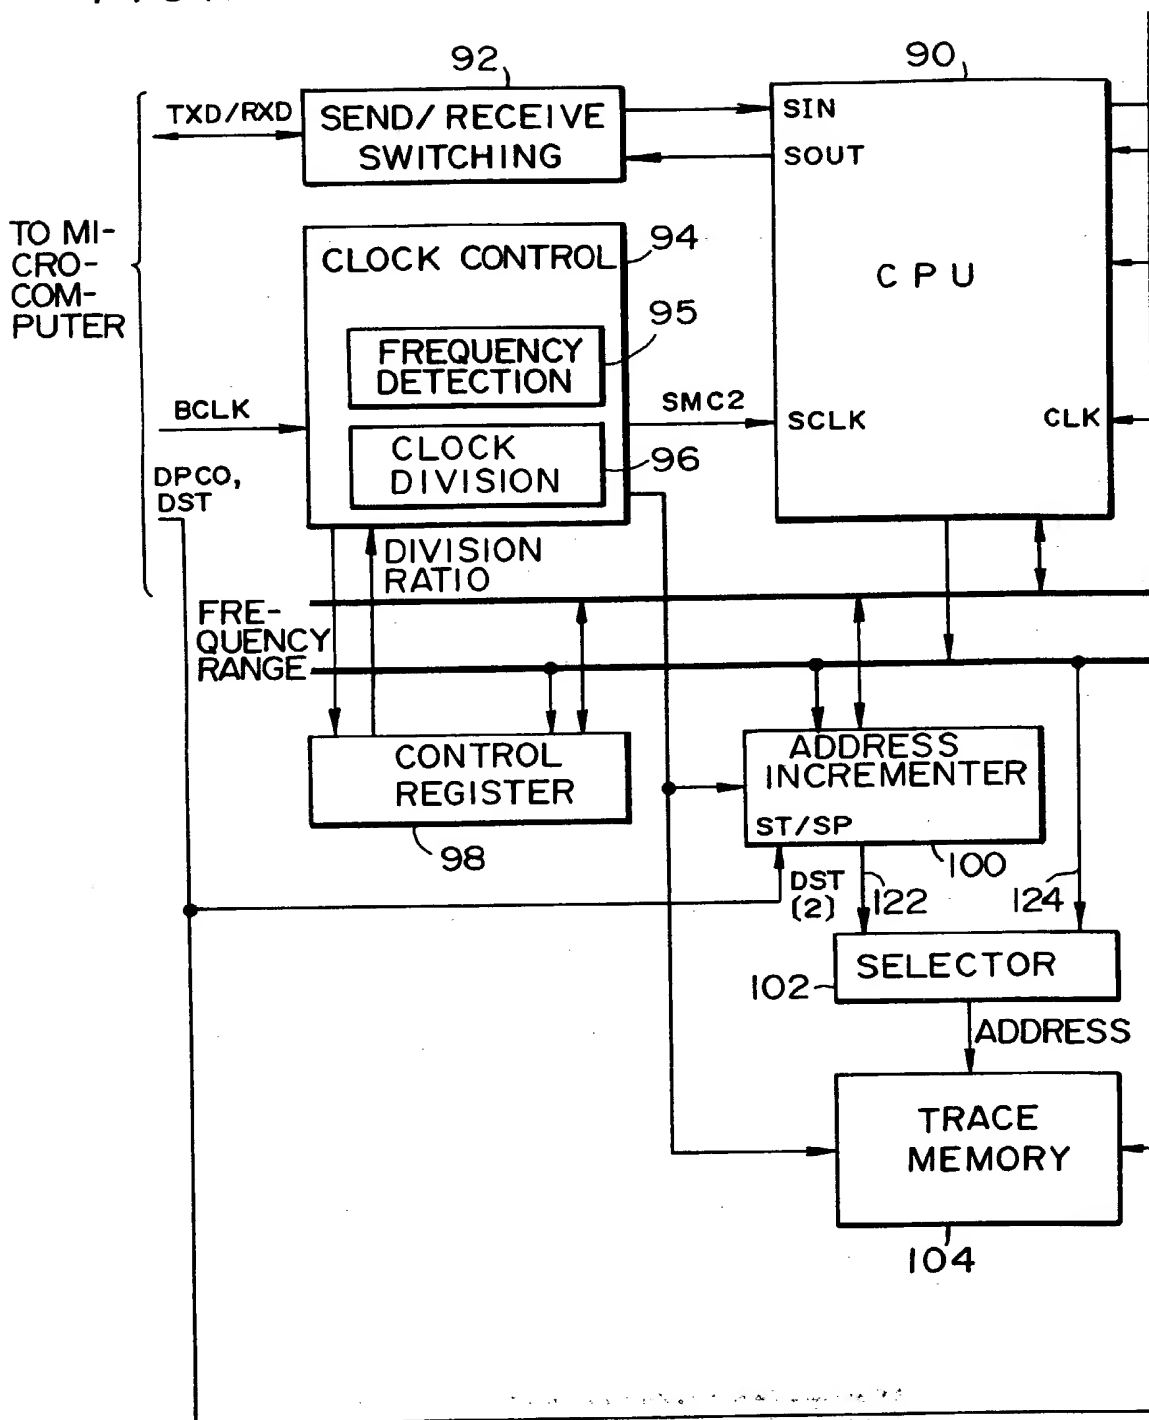 92
90
TXD/RXD
SEND/RECEIVE
SWITCHING
SIN
SOUT
TO MI-
CRO-
COM-
PUTER
94
CLOCK CONTROL
CPU
95
FREQUENCY
DETECTION
BCLK
SMC2
SCLK
CLK
CLOCK
DIVISION
96
DPCO,
DST
DIVISION
RATIO
FRE-
QUENCY
RANGE
CONTROL
REGISTER
98
ADDRESS
INCREMENTER
ST/SP
100
DST
(2)
122
124
SELECTOR
102
ADDRESS
TRACE
MEMORY
104